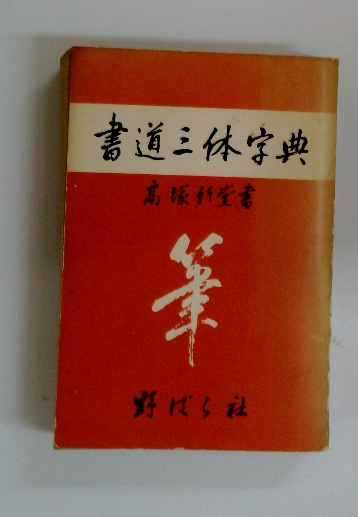 書道三体字典
高塚竹堂書
筆
野ばら社